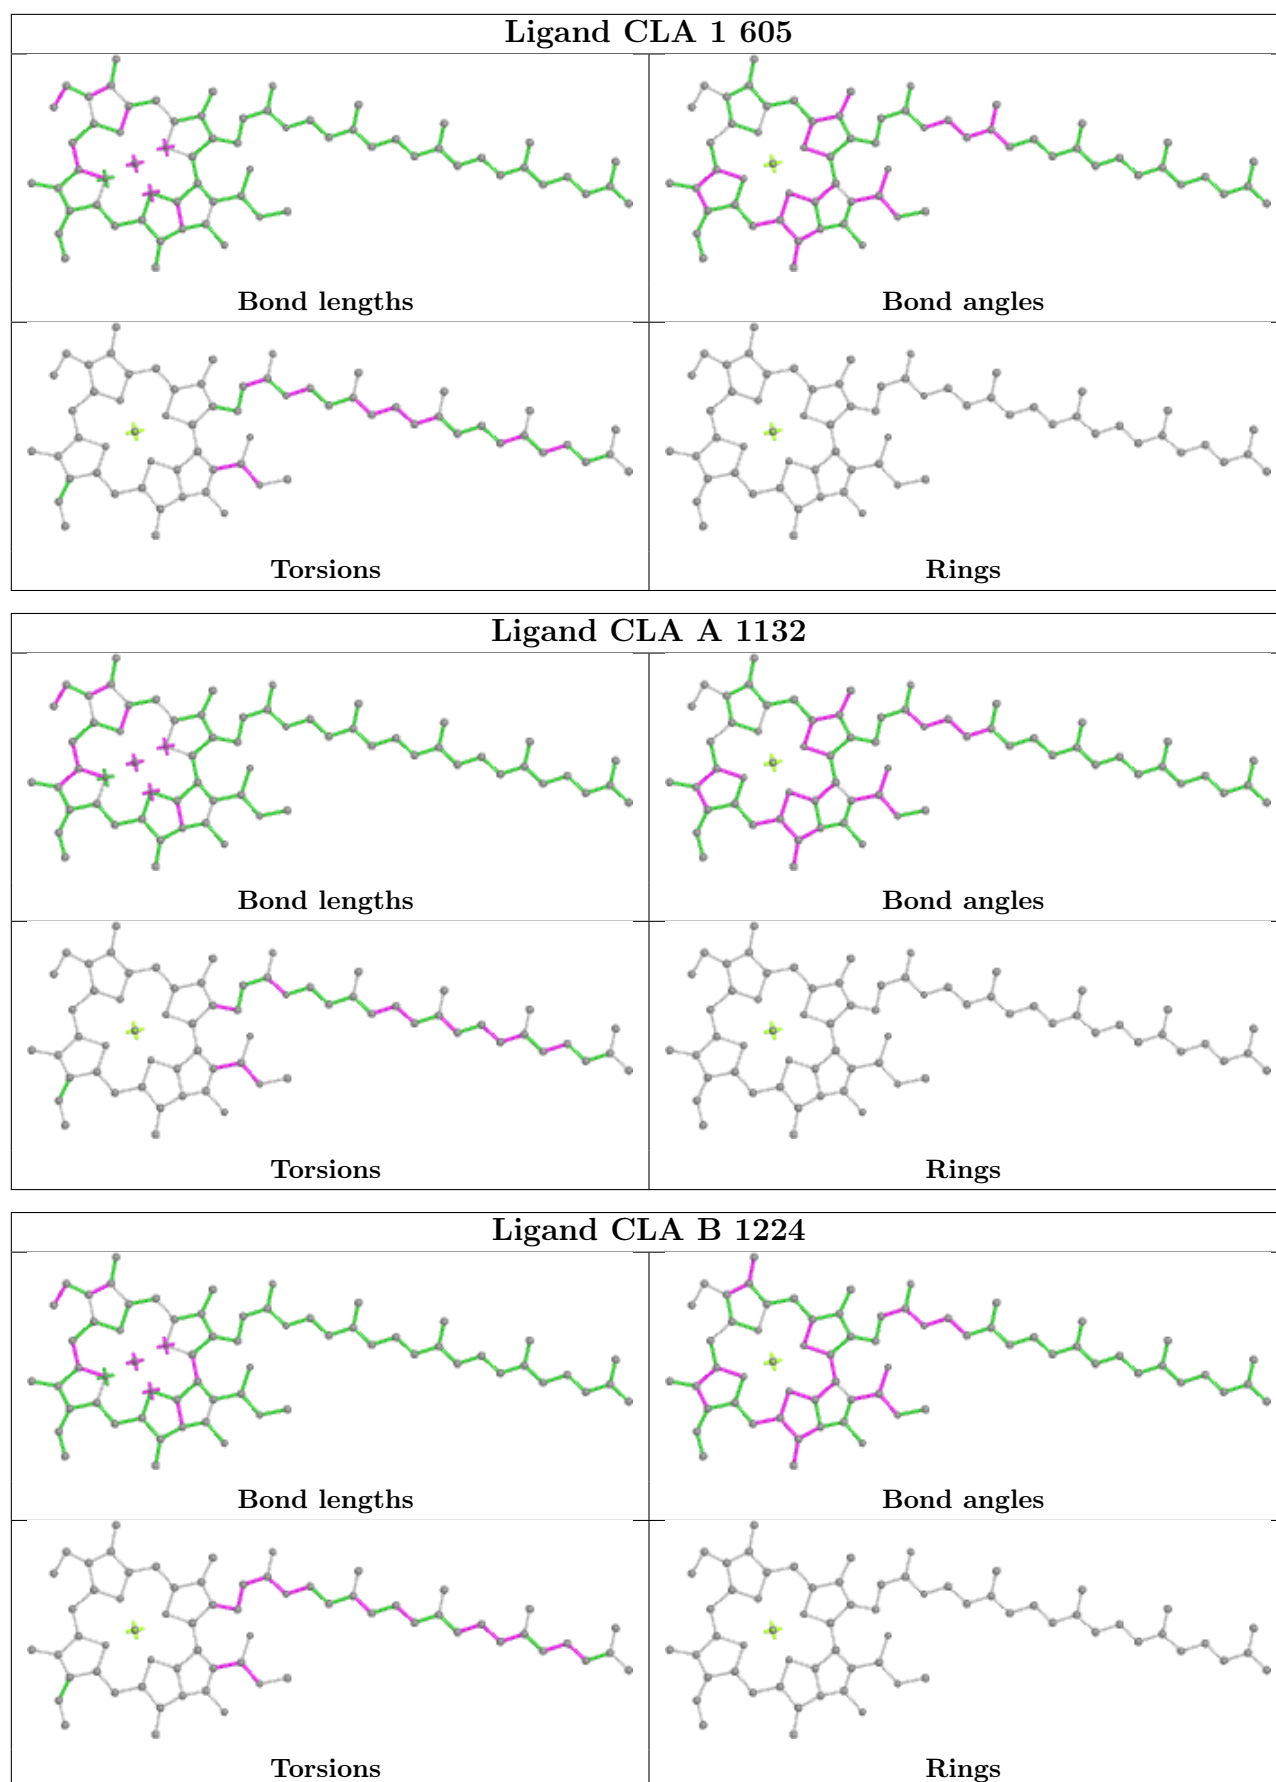 Ligand CLA 1 605
Bond lengths
Bond angles
Torsions
Rings
Ligand CLA A 1132
Bond lengths
Bond angles
Torsions
Rings
Ligand CLA B 1224
Bond lengths
Bond angles
Torsions
Rings